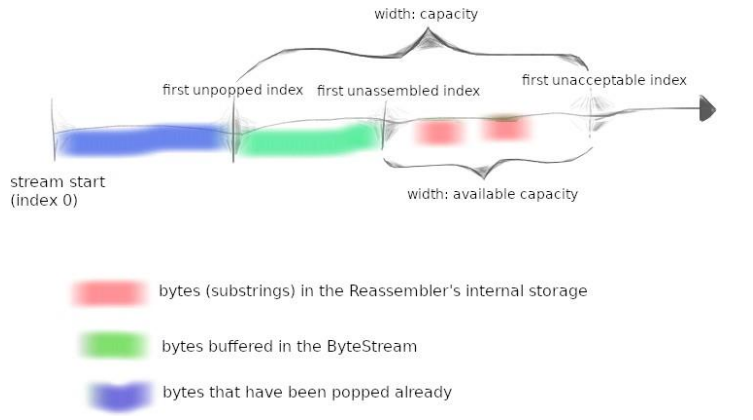 width: capacity
first unpopped index
first unassembled index
first unacceptable index
stream start
(index 0)
width: available capacity
bytes (substrings) in the Reassembler's internal storage
bytes buffered in the ByteStream
bytes that have been popped already